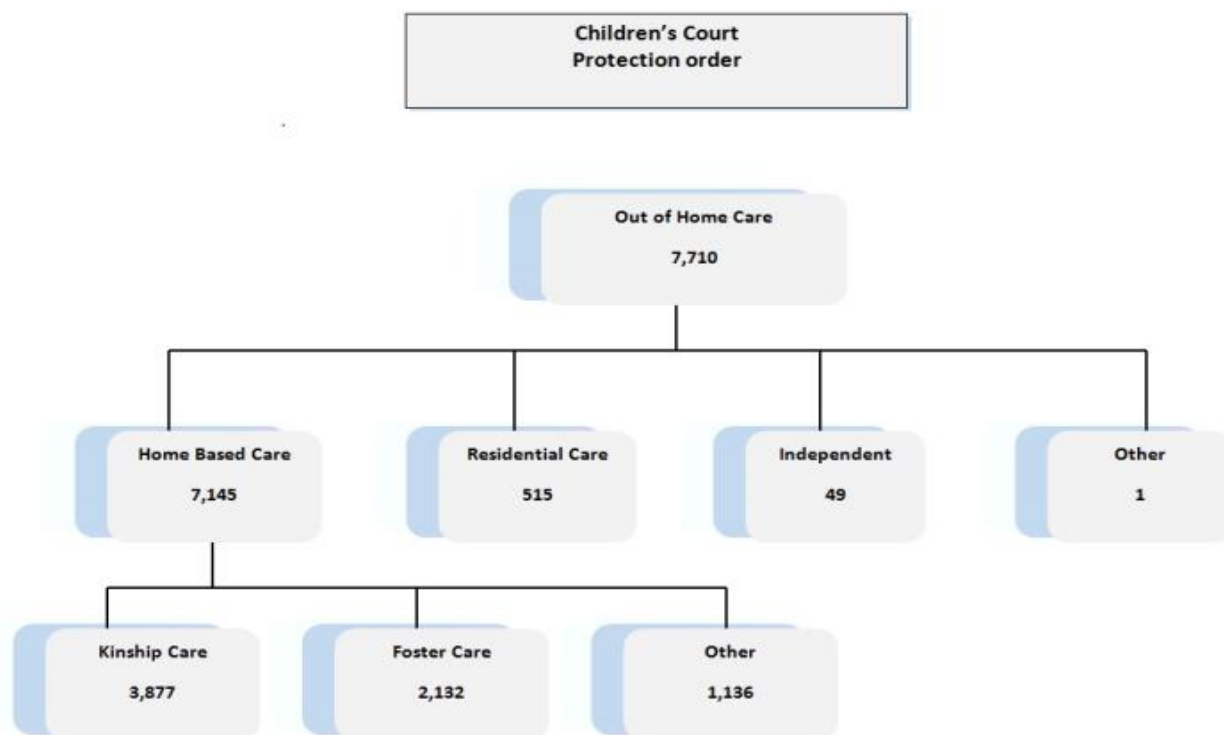 Children's Court
Protection order
Out of Home Care
7,710
Home Based Care
7,145
Residential Care
515
Independent
49
Other
1
Kinship Care
3,877
Foster Care
2,132
Other
1,136